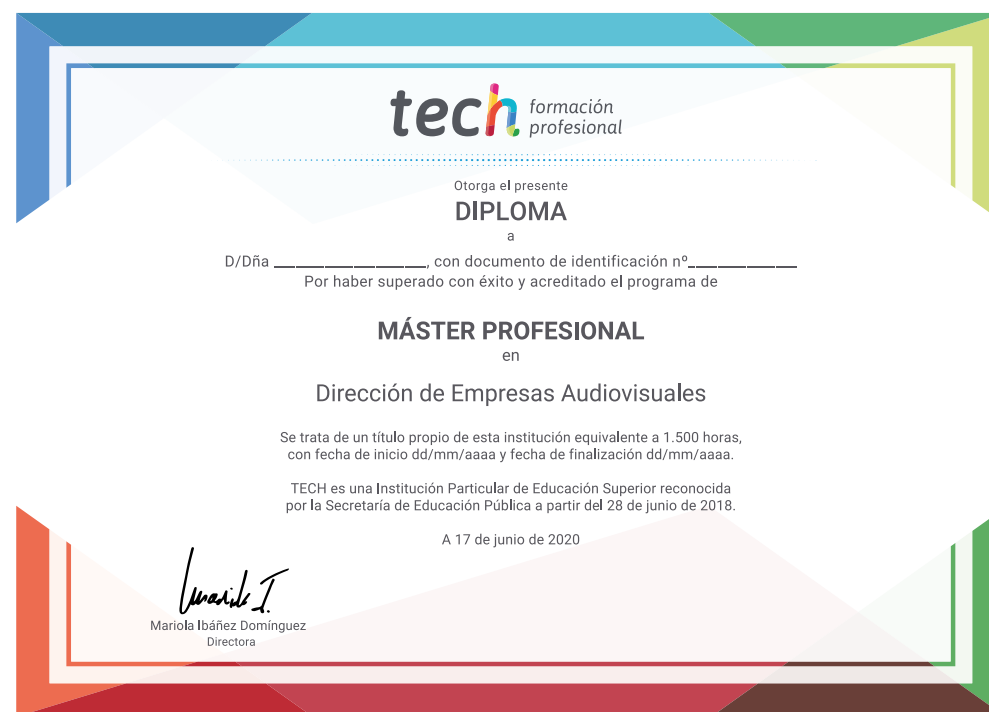 tech formación
profesional
Otorga el presente
DIPLOMA
a
D/Dña ___________________, con documento de identificación nº_____________
Por haber superado con éxito y acreditado el programa de
MÁSTER PROFESIONAL
en
Dirección de Empresas Audiovisuales
Se trata de un título propio de esta institución equivalente a 1.500 horas,
con fecha de inicio dd/mm/aaaa y fecha de finalización dd/mm/aaaa.
TECH es una Institución Particular de Educación Superior reconocida
por la Secretaría de Educación Pública a partir del 28 de junio de 2018.
A 17 de junio de 2020
Mariola I.
Mariola Ibáñez Domínguez
Directora